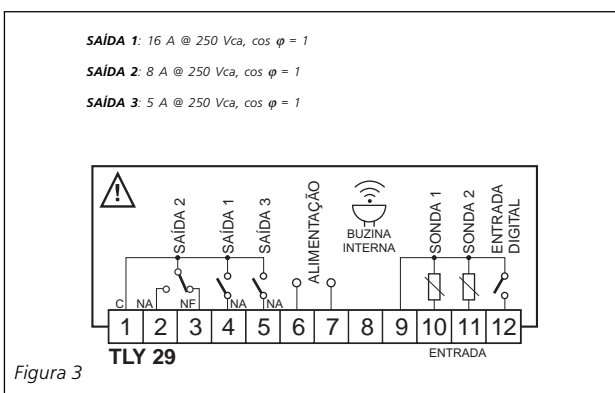 SAÍDA 1: 16 A @ 250 Vca, cos φ = 1
SAÍDA 2: 8 A @ 250 Vca, cos φ = 1
SAÍDA 3: 5 A @ 250 Vca, cos φ = 1
SAÍDA 2
SAÍDA 1
SAÍDA 3
ALIMENTAÇÃO
BUZINA
INTERNA
SONDA 1
SONDA 2
ENTRADA
DIGITAL
C NA NF NA NA
1 2 3 4 5 6 7 8 9 10 11 12
TLY 29
ENTRADA
Figura 3